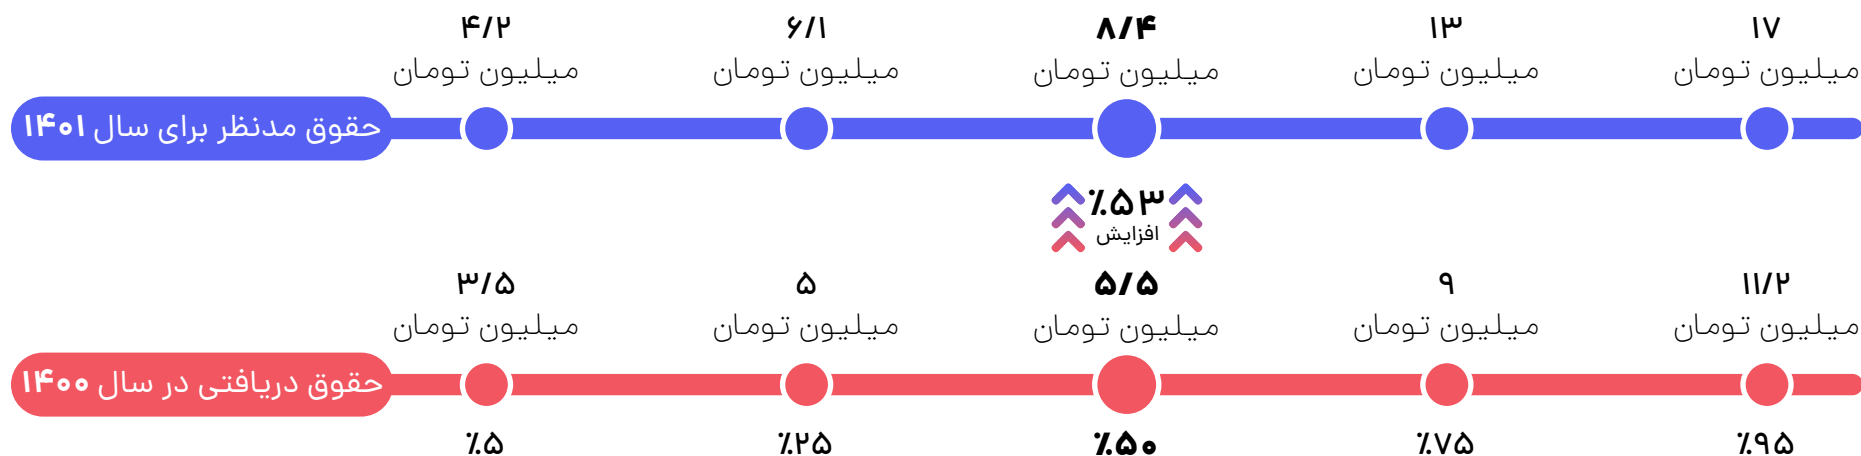 ۴/۲
میلیون تومان
۶/۱
میلیون تومان
۸/۴
میلیون تومان
۱۳
میلیون تومان
۱۷
میلیون تومان
حقوق مدنظر برای سال ۱۴۰۱
٪۵۳
افزایش
۳/۵
میلیون تومان
۵
میلیون تومان
۵/۵
میلیون تومان
۹
میلیون تومان
۱۱/۲
میلیون تومان
حقوق دریافتی در سال ۱۴۰۰
٪۵
٪۲۵
٪۵۰
٪۷۵
٪۹۵